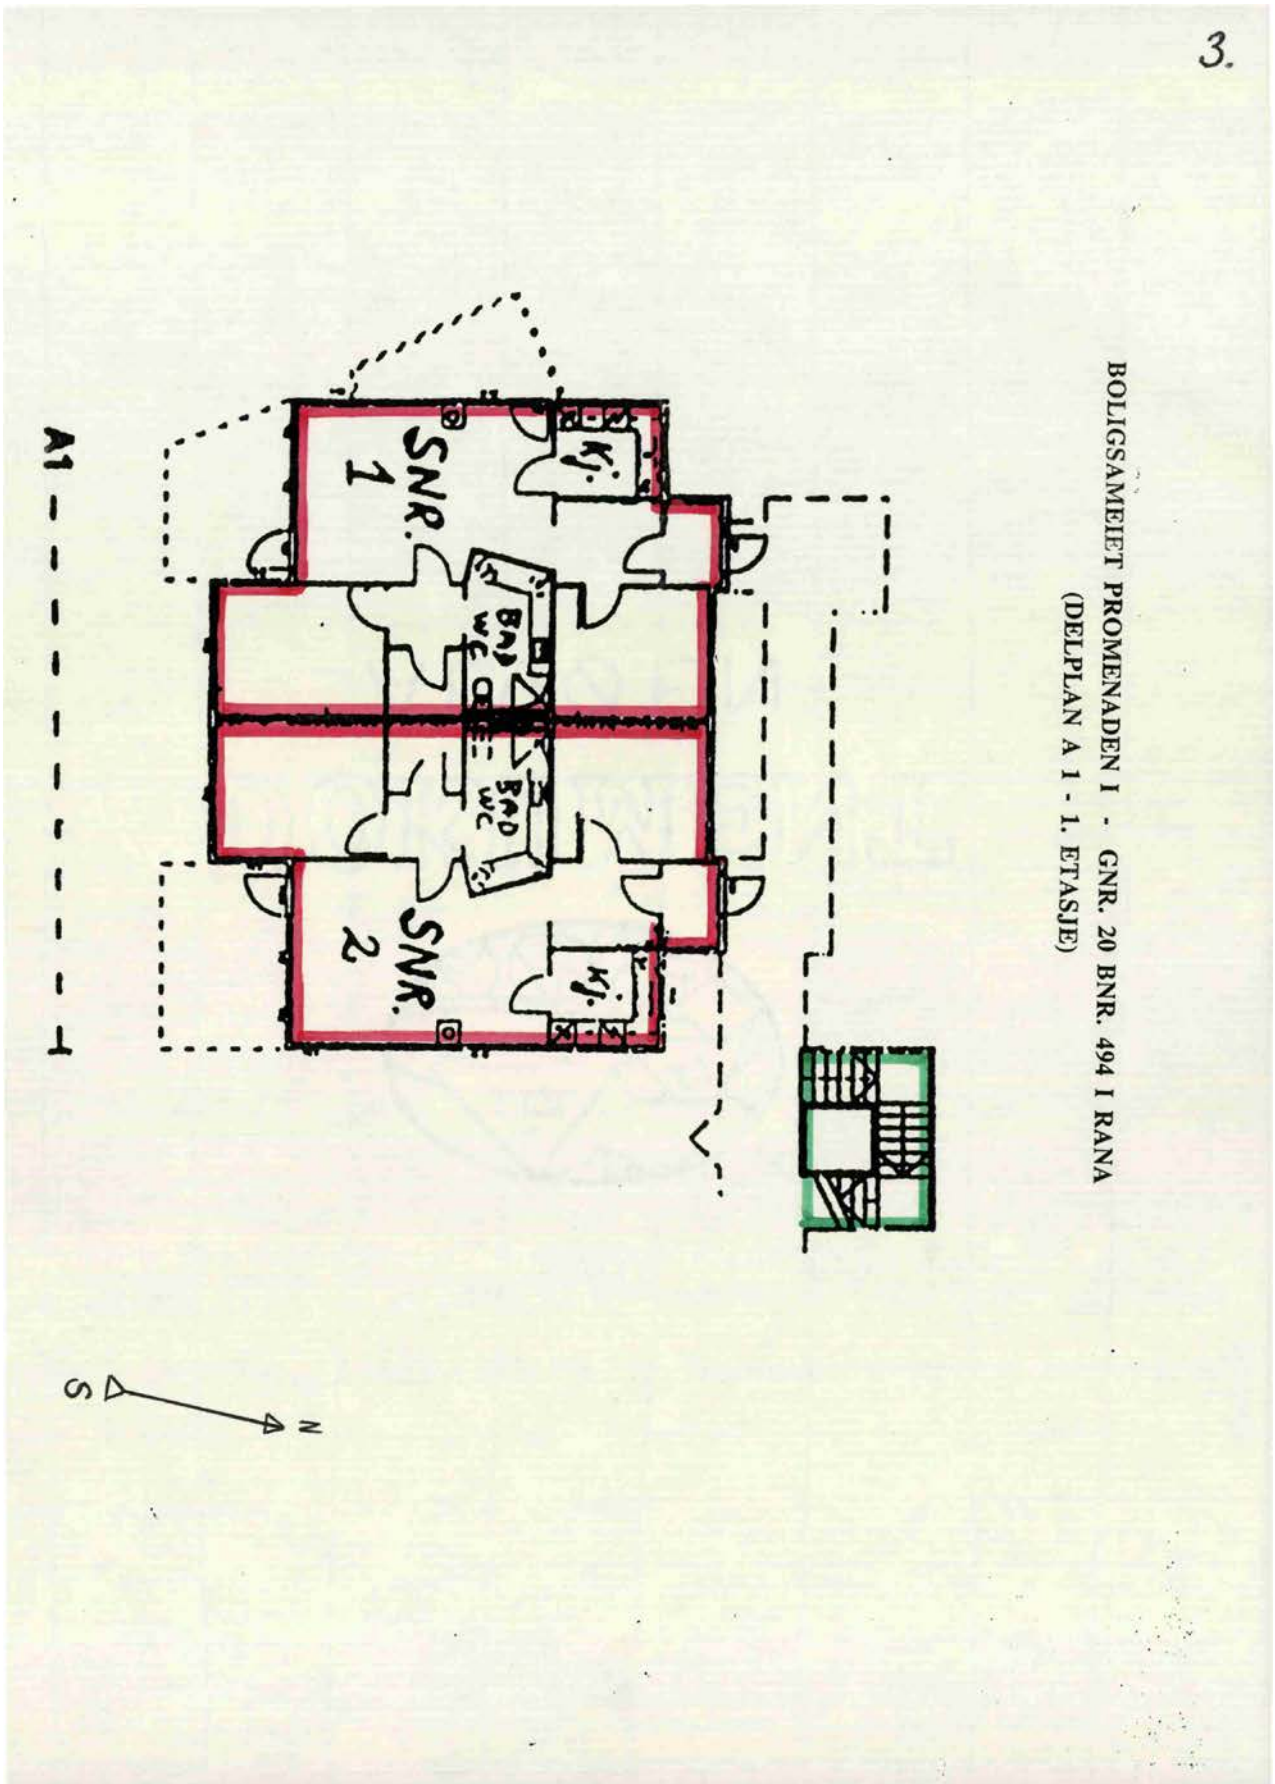 3.
BOLIGSAMEIET PROMENADEN I - GNR. 20 BNR. 494 I RANA
(DELPLAN A 1 - 1. ETASJE)
Kj.
SNR.
1
BAD
WC
BAD
WC
Kj.
SNR.
2
A1
N
S